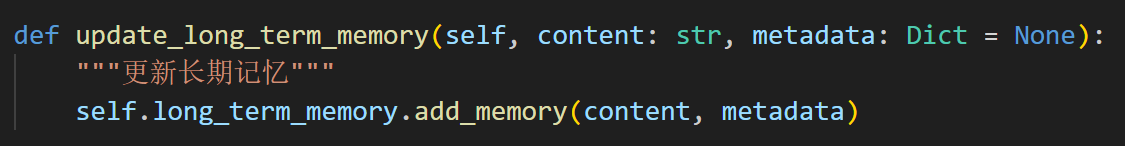 def update_long_term_memory(self, content: str, metadata: Dict = None):
    """更新长期记忆"""
    self.long_term_memory.add_memory(content, metadata)